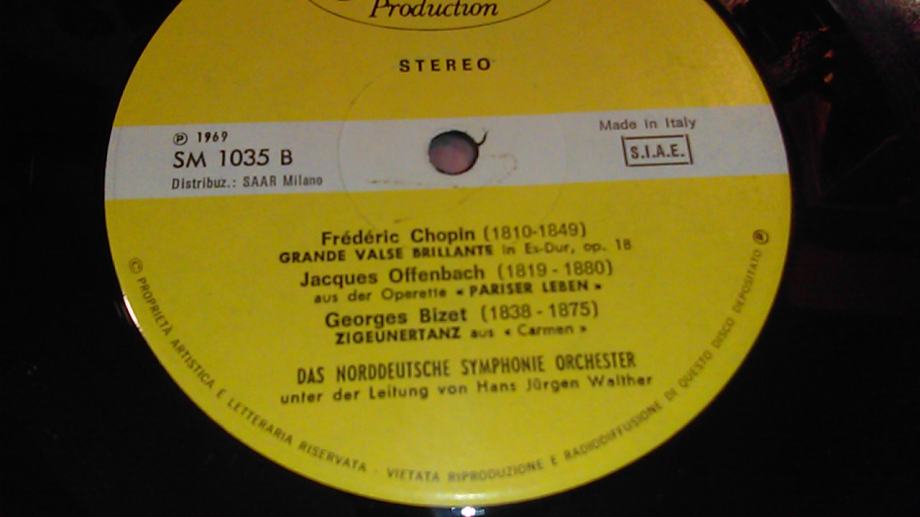 Production
STEREO
℗ 1969
SM 1035 B
Distribuz.: SAAR Milano
Made in Italy
S.I.A.E.
Frédéric Chopin (1810-1849)
GRANDE VALSE BRILLANTE in Es-Dur, op. 18
Jacques Offenbach (1819 - 1880)
aus der Operette « PARISER LEBEN »
Georges Bizet (1838 - 1875)
ZIGEUNERTANZ aus « Carmen »
DAS NORDDEUTSCHE SYMPHONIE ORCHESTER
unter der Leitung von Hans Jürgen Walther
© PROPRIETÀ ARTISTICA E LETTERARIA RISERVATA - VIETATA RIPRODUZIONE E RADIODIFFUSIONE DI QUESTO DISCO DEPOSITATO ℗